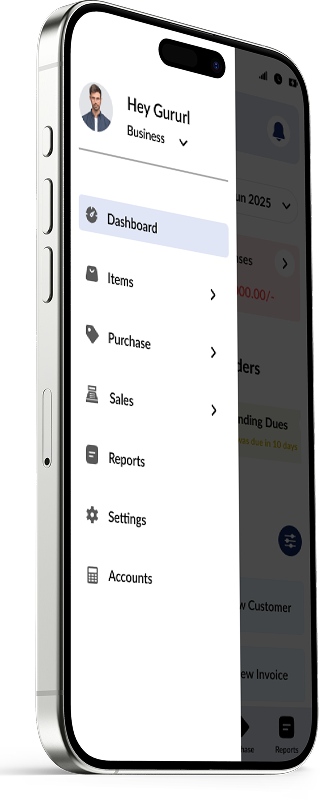 Hey Gururl
Business
un 2025
Dashboard
ses
Items
000.00/-
Purchase
ders
Sales
nding Dues
was due in 10 days
Reports
Settings
Accounts
w Customer
ew Invoice
hase
Reports